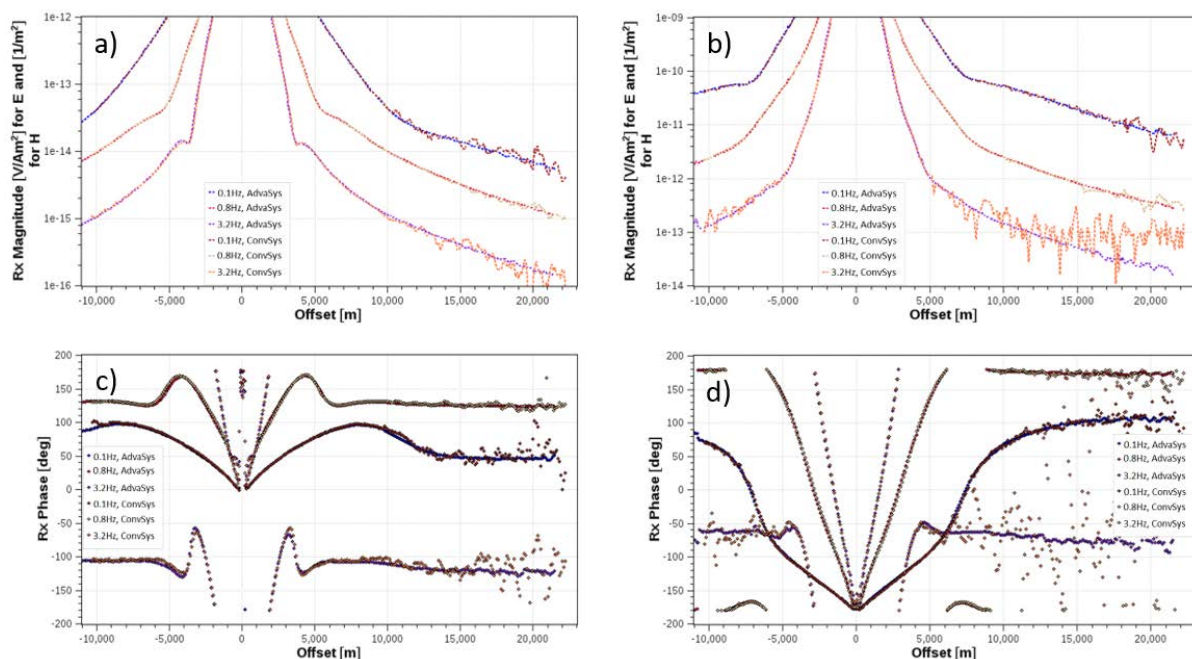 a)
1e-12
1e-13
1e-14
1e-15
1e-16
Rx Magnitude [V/Am²] for E and [1/m²]
for H
0.1Hz, AdvaSys
0.8Hz, AdvaSys
3.2Hz, AdvaSys
0.1Hz, ConvSys
0.8Hz, ConvSys
3.2Hz, ConvSys
-10,000 -5,000 0 5,000 10,000 15,000 20,000
Offset [m]
b)
1e-09
1e-10
1e-11
1e-12
1e-13
1e-14
Rx Magnitude [V/Am²] for E and [1/m²]
for H
0.1Hz, AdvaSys
0.8Hz, AdvaSys
3.2Hz, AdvaSys
0.1Hz, ConvSys
0.8Hz, ConvSys
3.2Hz, ConvSys
-10,000 -5,000 0 5,000 10,000 15,000 20,000
Offset [m]
c)
200
150
100
50
0
-50
-100
-150
-200
Rx Phase [deg]
0.1Hz, AdvaSys
0.8Hz, AdvaSys
3.2Hz, AdvaSys
0.1Hz, ConvSys
0.8Hz, ConvSys
3.2Hz, ConvSys
-10,000 -5,000 0 5,000 10,000 15,000 20,000
Offset [m]
d)
200
150
100
50
0
-50
-100
-150
-200
Rx Phase [deg]
0.1Hz, AdvaSys
0.8Hz, AdvaSys
3.2Hz, AdvaSys
0.1Hz, ConvSys
0.8Hz, ConvSys
3.2Hz, ConvSys
-10,000 -5,000 0 5,000 10,000 15,000 20,000
Offset [m]